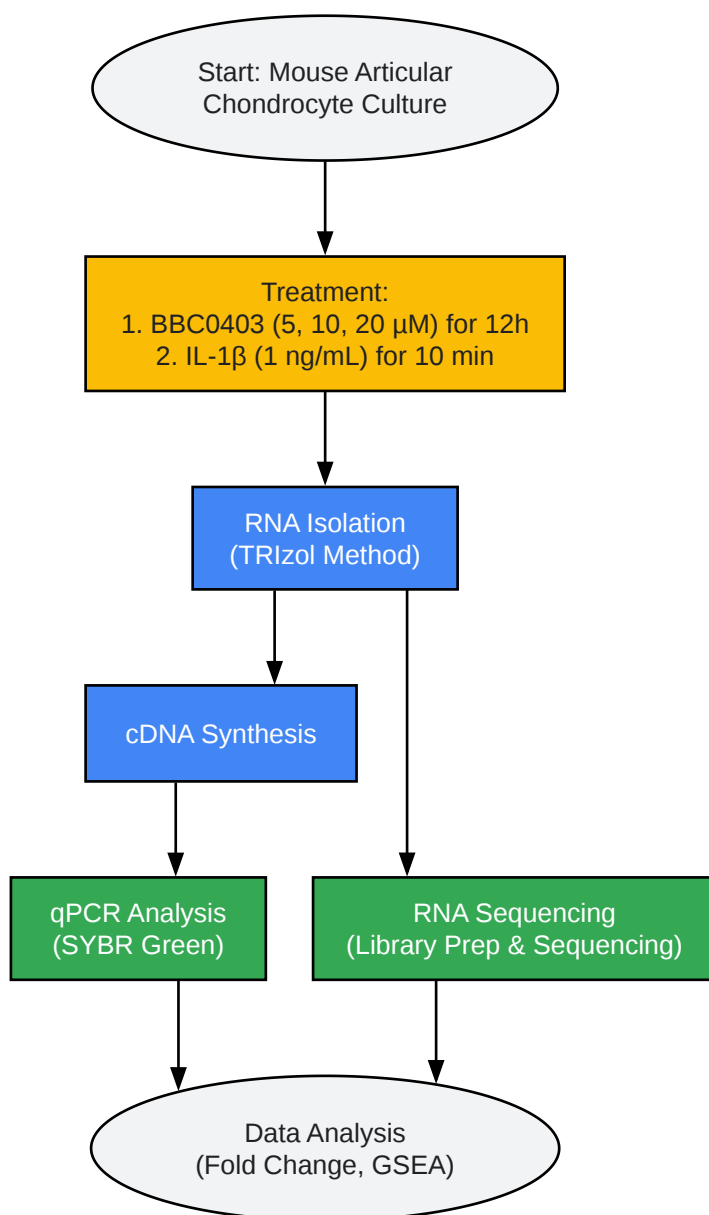 Start: Mouse Articular
Chondrocyte Culture
Treatment:
1. BBC0403 (5, 10, 20 µM) for 12h
2. IL-1β (1 ng/mL) for 10 min
RNA Isolation
(TRIzol Method)
cDNA Synthesis
qPCR Analysis
(SYBR Green)
RNA Sequencing
(Library Prep & Sequencing)
Data Analysis
(Fold Change, GSEA)